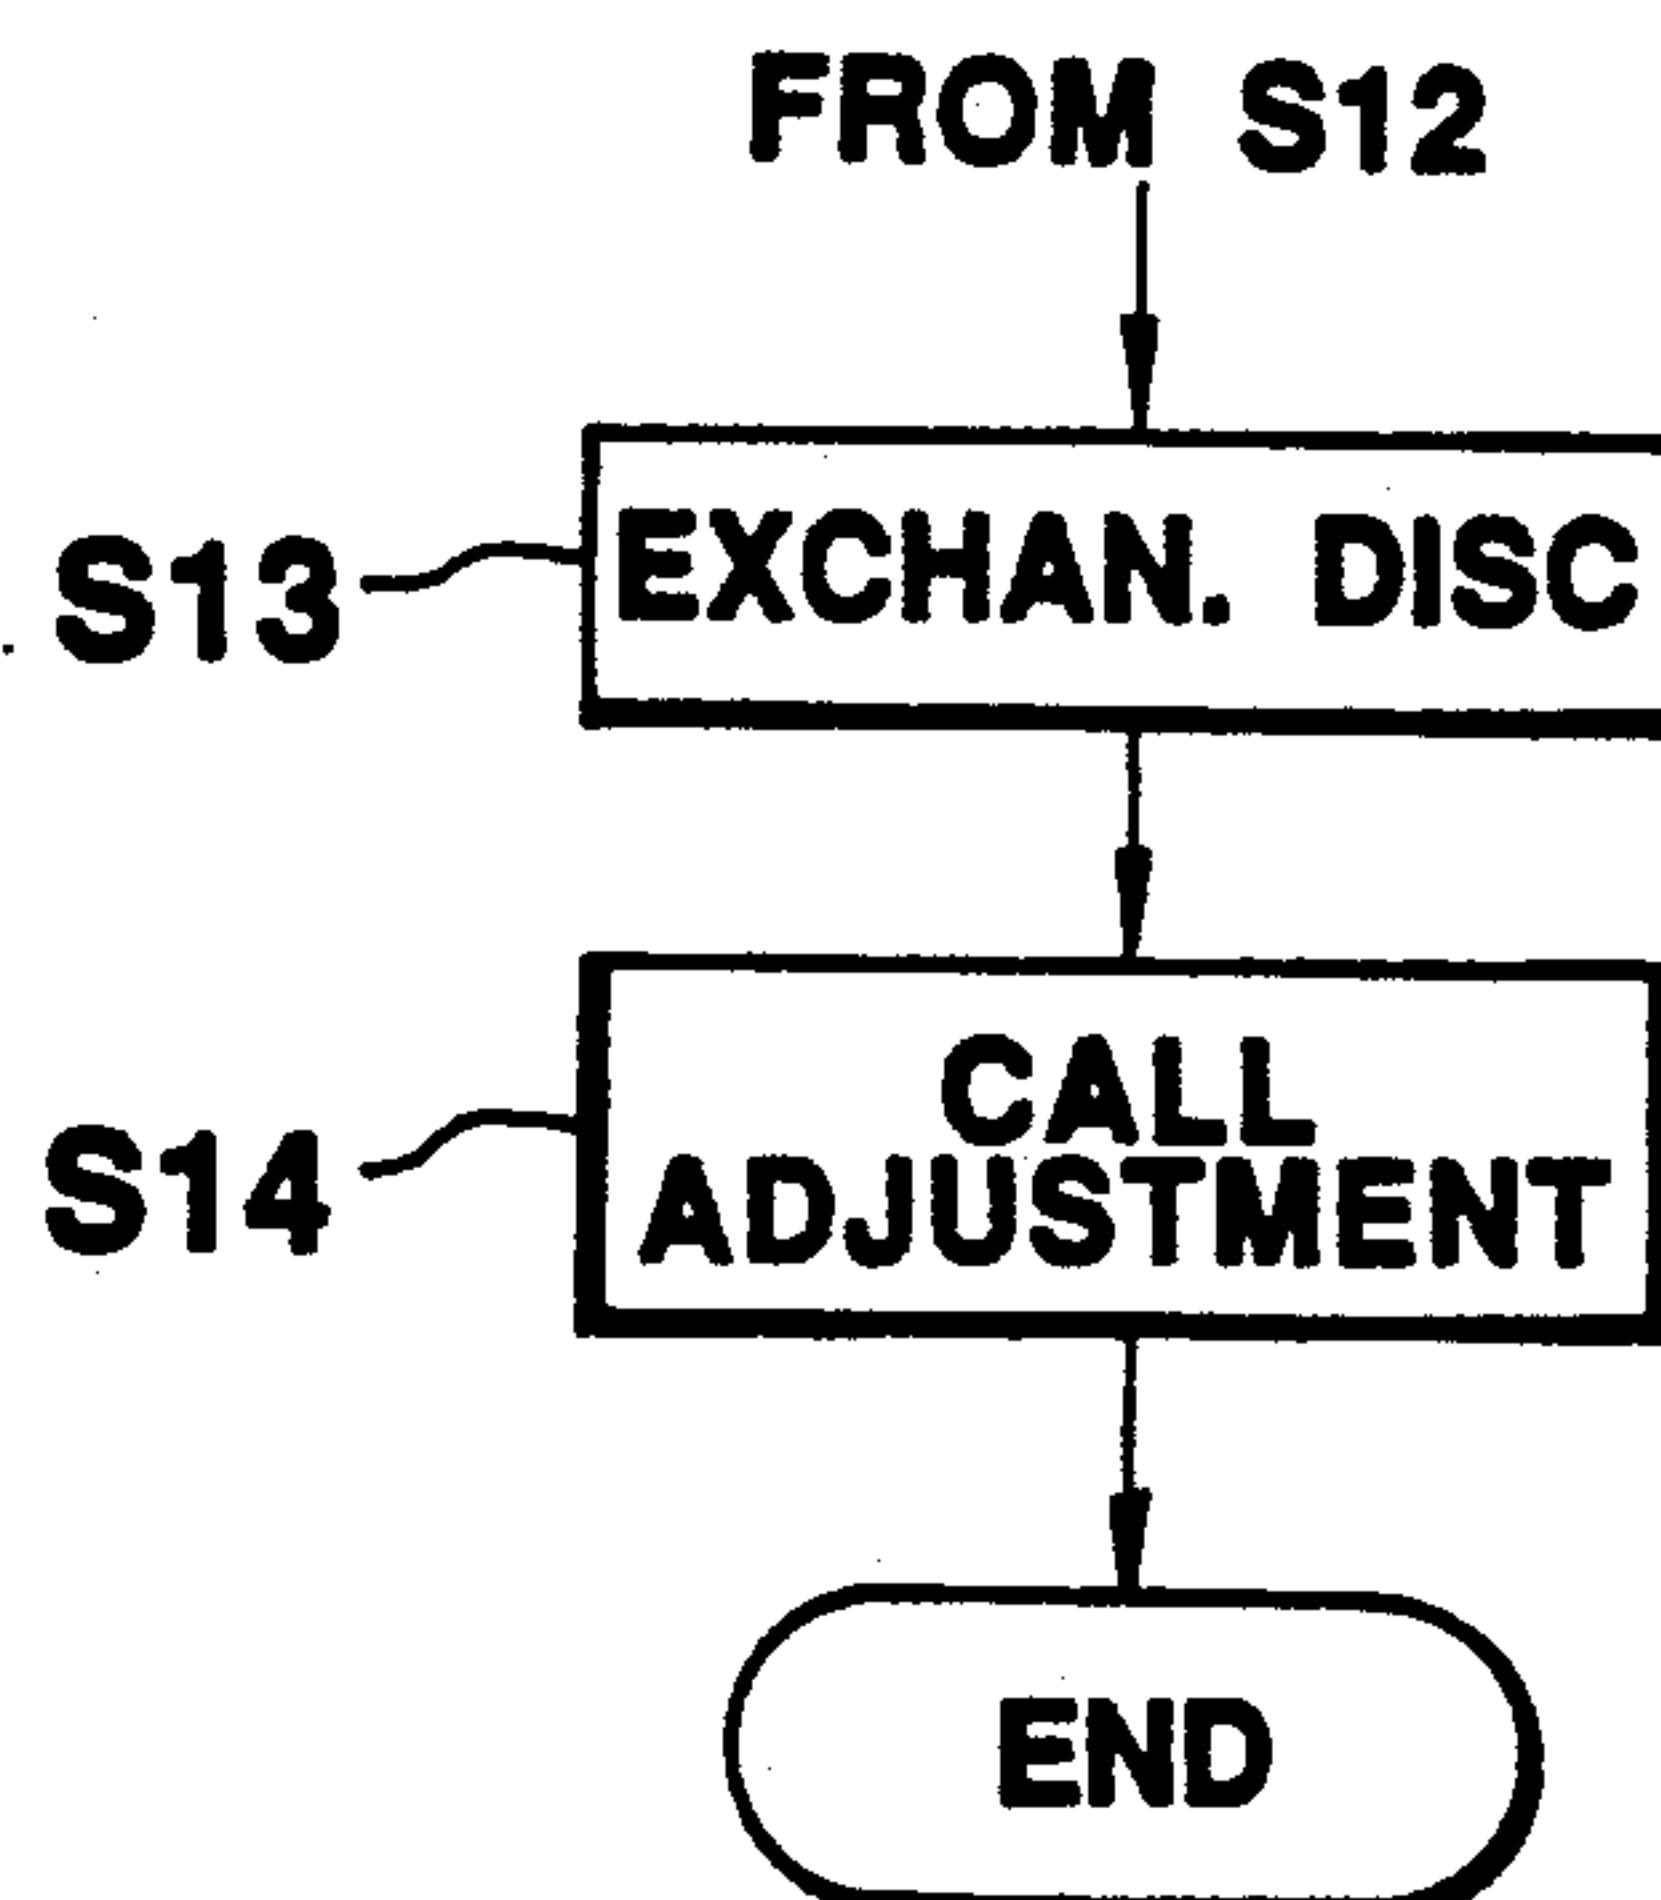 FROM S12
S13
EXCHAN. DISC
CALL
S14
ADJUSTMENT
END